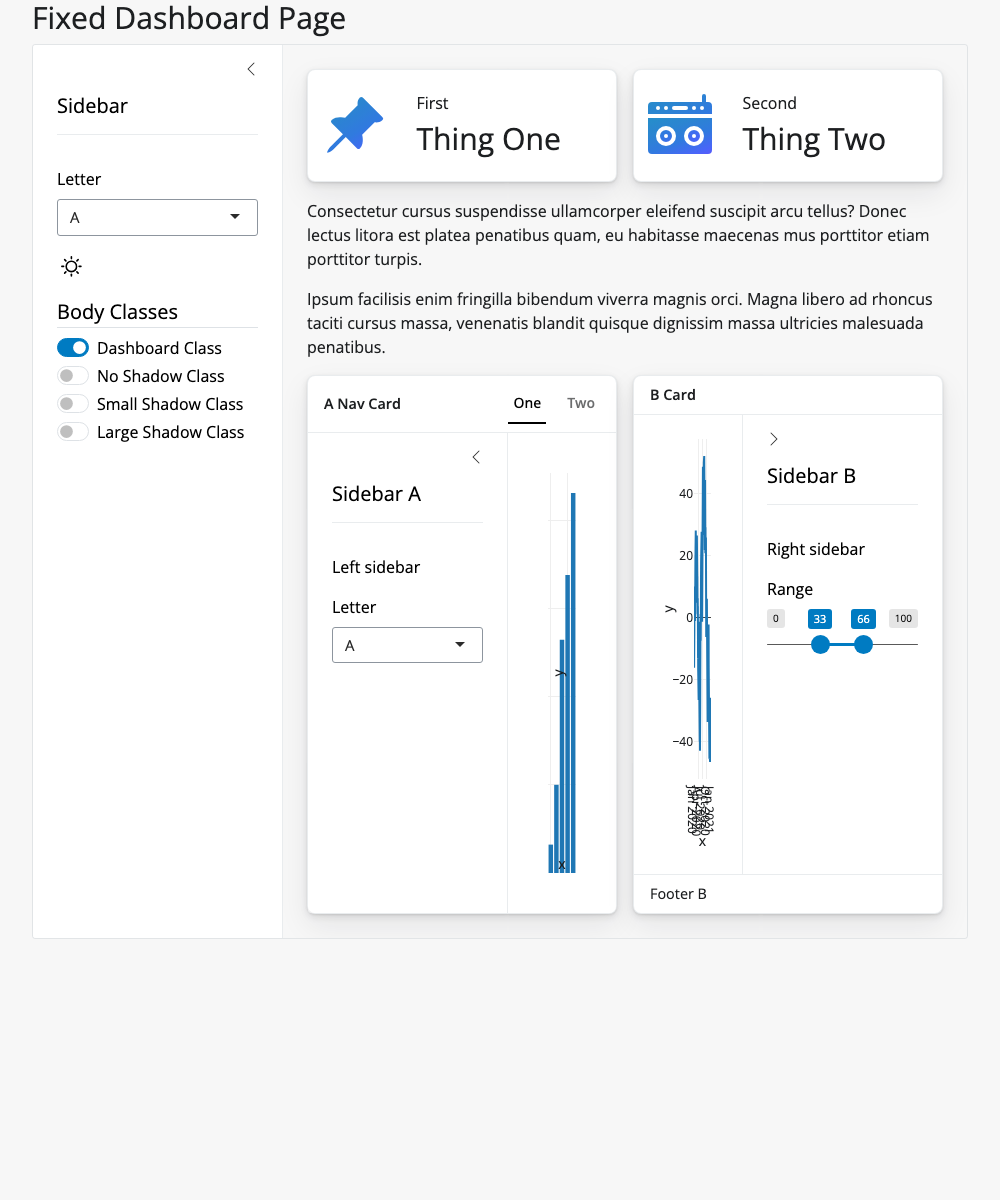 Fixed Dashboard Page
Sidebar
Letter
A
Body Classes
Dashboard Class
No Shadow Class
Small Shadow Class
Large Shadow Class
First
Thing One
Second
Thing Two
Consectetur cursus suspendisse ullamcorper eleifend suscipit arcu tellus? Donec
lectus litora est platea penatibus quam, eu habitasse maecenas mus porttitor etiam
porttitor turpis.
Ipsum facilisis enim fringilla bibendum viverra magnis orci. Magna libero ad rhoncus
taciti cursus massa, venenatis blandit quisque dignissim massa ultricies malesuada
penatibus.
A Nav Card
One
Two
Sidebar A
Left sidebar
Letter
A
y
x
B Card
40
20
0
−20
−40
y
Jan 2020
Jan 2021
x
Sidebar B
Right sidebar
Range
0
33
66
100
Footer B